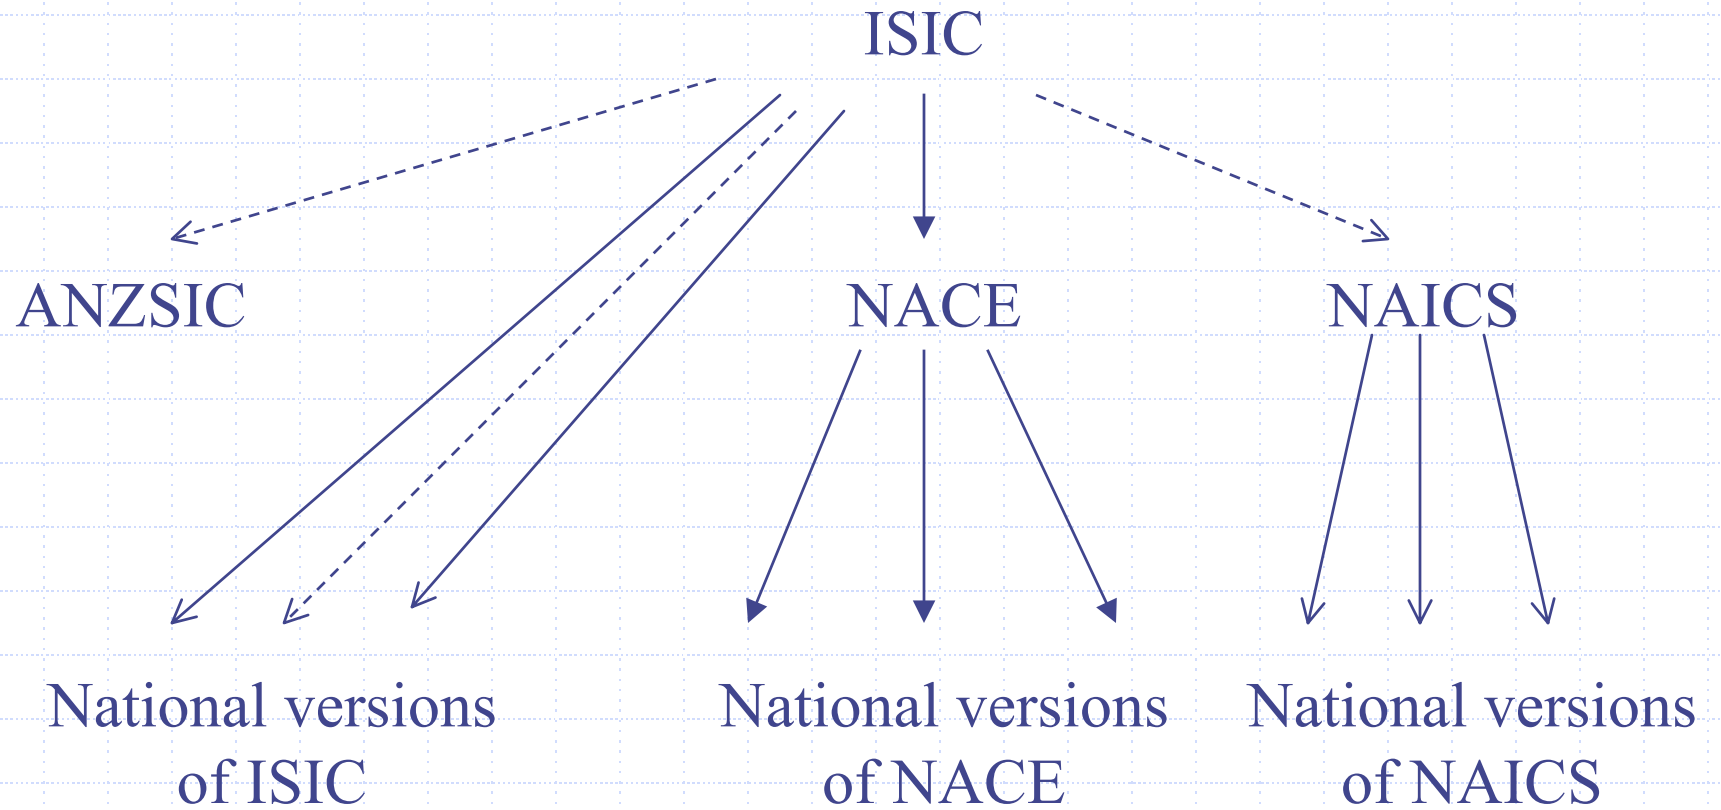 ISIC
ANZSIC
NACE
NAICS
National versions
of ISIC
National versions
of NACE
National versions
of NAICS